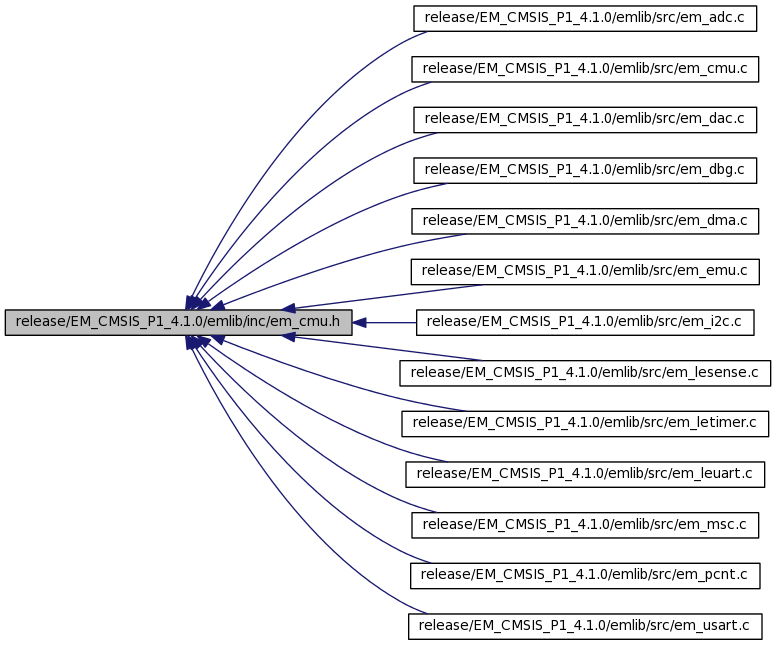 release/EM_CMSIS_P1_4.1.0/emlib/src/em_adc.c
release/EM_CMSIS_P1_4.1.0/emlib/src/em_cmu.c
release/EM_CMSIS_P1_4.1.0/emlib/src/em_dac.c
release/EM_CMSIS_P1_4.1.0/emlib/src/em_dbg.c
release/EM_CMSIS_P1_4.1.0/emlib/src/em_dma.c
release/EM_CMSIS_P1_4.1.0/emlib/src/em_emu.c
release/EM_CMSIS_P1_4.1.0/emlib/inc/em_cmu.h
release/EM_CMSIS_P1_4.1.0/emlib/src/em_i2c.c
release/EM_CMSIS_P1_4.1.0/emlib/src/em_lesense.c
release/EM_CMSIS_P1_4.1.0/emlib/src/em_letimer.c
release/EM_CMSIS_P1_4.1.0/emlib/src/em_leuart.c
release/EM_CMSIS_P1_4.1.0/emlib/src/em_msc.c
release/EM_CMSIS_P1_4.1.0/emlib/src/em_pcnt.c
release/EM_CMSIS_P1_4.1.0/emlib/src/em_usart.c